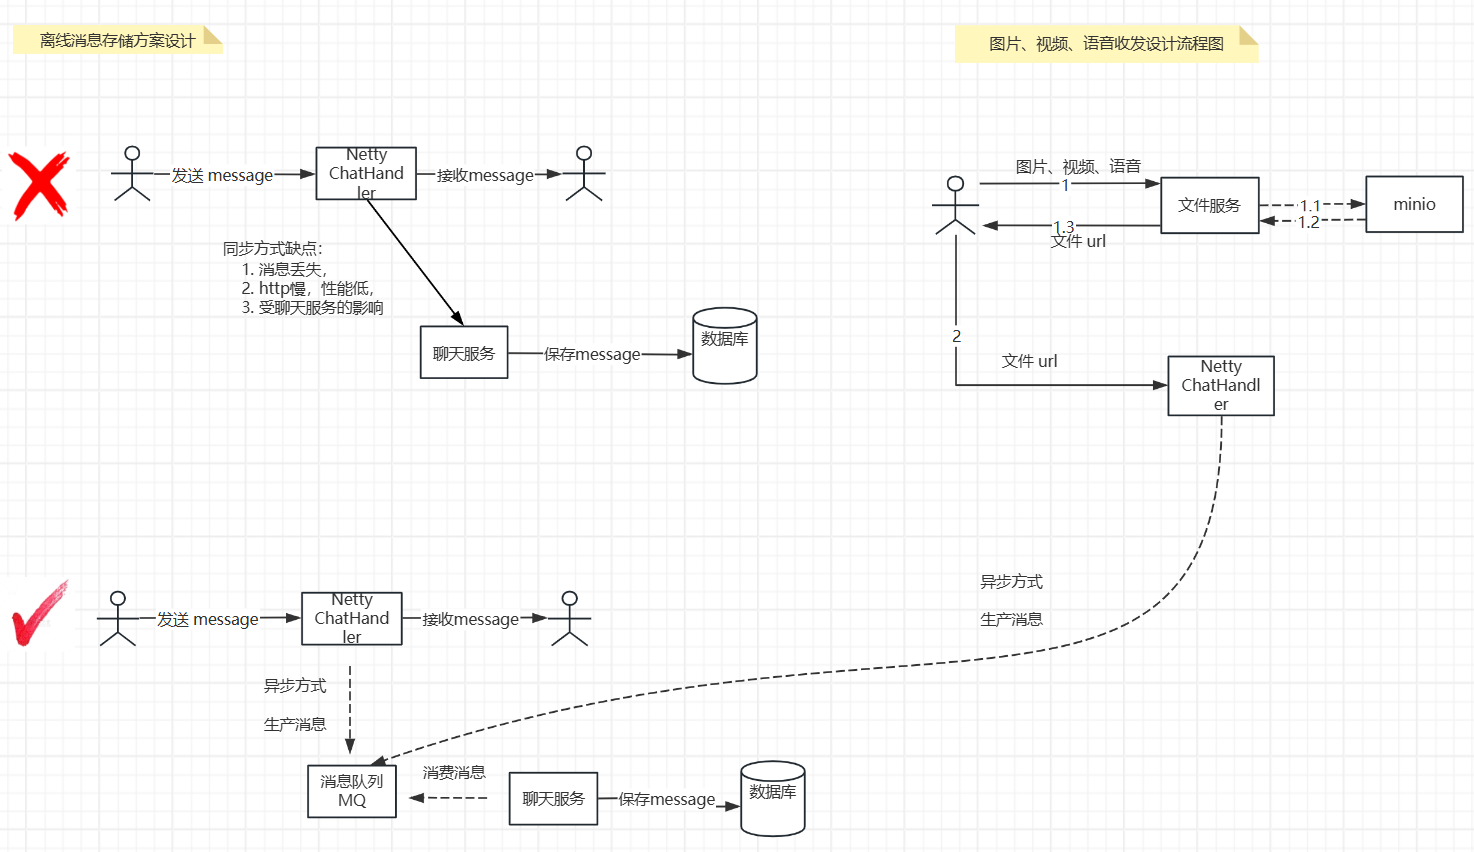 离线消息存储方案设计
发送 message
Netty
ChatHand
ler
接收message
同步方式缺点：
1. 消息丢失，
2. http慢，性能低，
3. 受聊天服务的影响
聊天服务
保存message
数据库
发送 message
Netty
ChatHand
ler
接收message
异步方式
生产消息
消息队列
MQ
消费消息
聊天服务
保存message
数据库
图片、视频、语音收发设计流程图
图片、视频、语音
1
文件服务
1.1
1.2
minio
1.3
文件 url
2
文件 url
Netty
ChatHandl
er
异步方式
生产消息